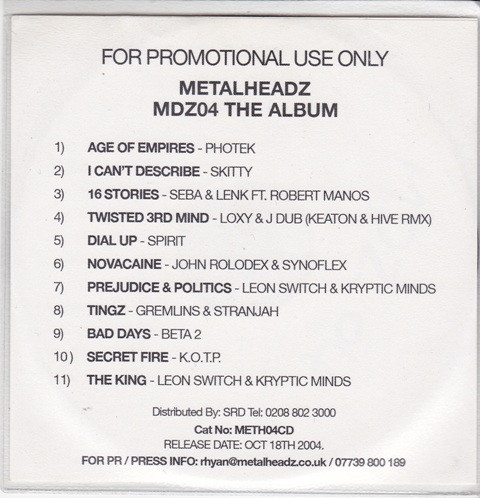 FOR PROMOTIONAL USE ONLY
METALHEADZ
MDZ04 THE ALBUM
1) AGE OF EMPIRES - PHOTEK
2) I CAN'T DESCRIBE - SKITTY
3) 16 STORIES - SEBA & LENK FT. ROBERT MANOS
4) TWISTED 3RD MIND - LOXY & J DUB (KEATON & HIVE RMX)
5) DIAL UP - SPIRIT
6) NOVACAINE - JOHN ROLODEX & SYNOFLEX
7) PREJUDICE & POLITICS - LEON SWITCH & KRYPTIC MINDS
8) TINGZ - GREMLINS & STRANJAH
9) BAD DAYS - BETA 2
10) SECRET FIRE - K.O.T.P.
11) THE KING - LEON SWITCH & KRYPTIC MINDS
Distributed By: SRD Tel: 0208 802 3000
Cat No: METH04CD
RELEASE DATE: OCT 18TH 2004.
FOR PR / PRESS INFO: rhyan@metalheadz.co.uk / 07739 800 189